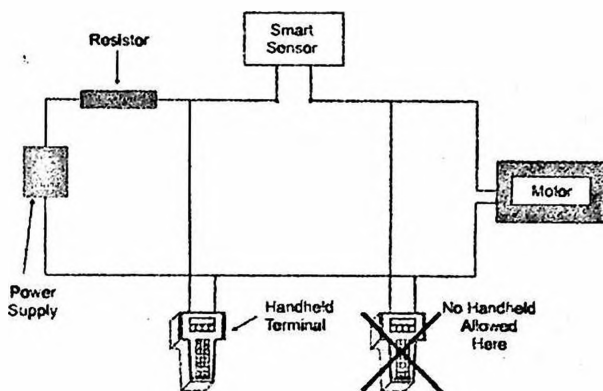 Resistor
Smart
Sensor
Motor
Power
Supply
Handheld
Terminal
No Handheld
Allowed
Here